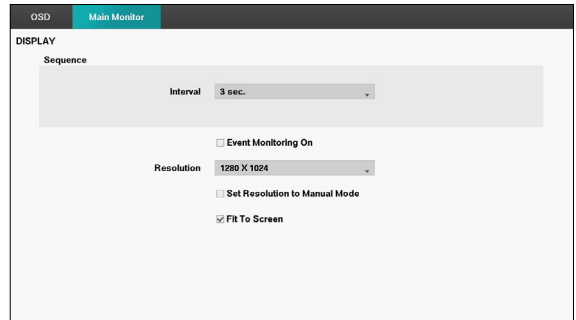 OSD Main Monitor
DISPLAY
Sequence
Interval 3 sec.
Event Monitoring On
Resolution 1280 X 1024
Set Resolution to Manual Mode
Fit To Screen